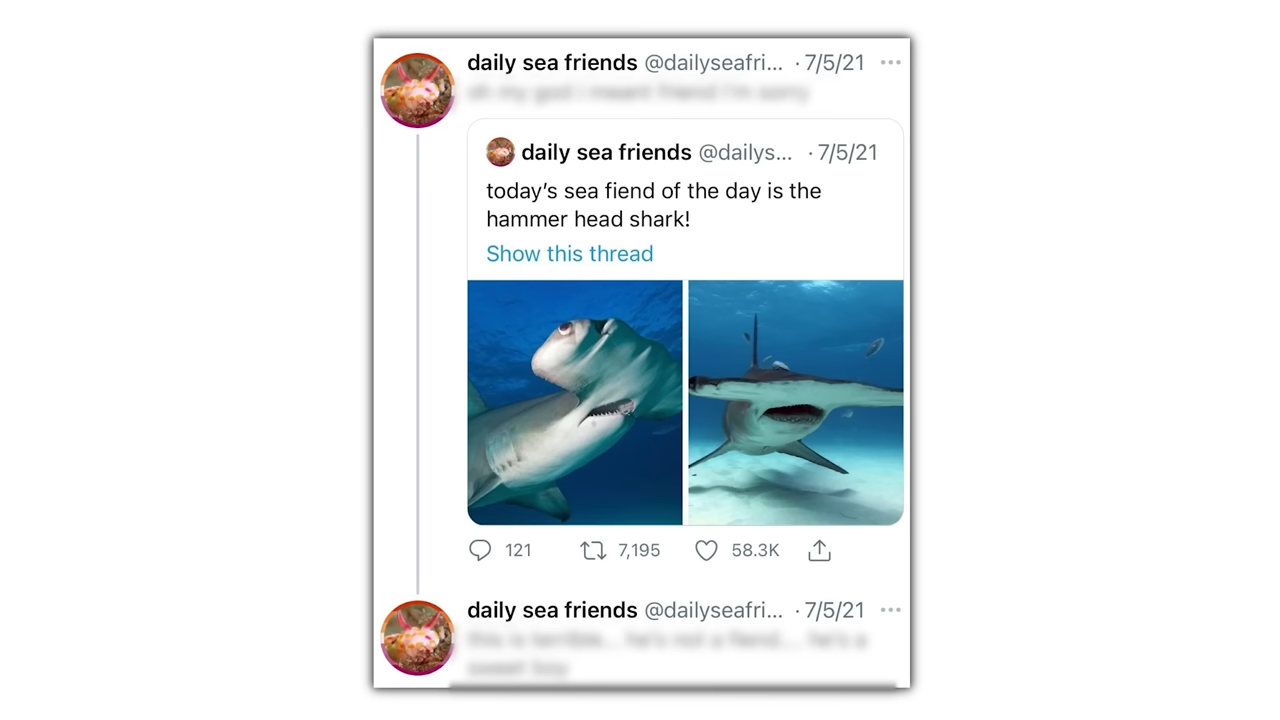 daily sea friends @dailyseafri... · 7/5/21
daily sea friends @dailys... · 7/5/21
today's sea fiend of the day is the
hammer head shark!
Show this thread
121 7,195 58.3K
daily sea friends @dailyseafri... · 7/5/21